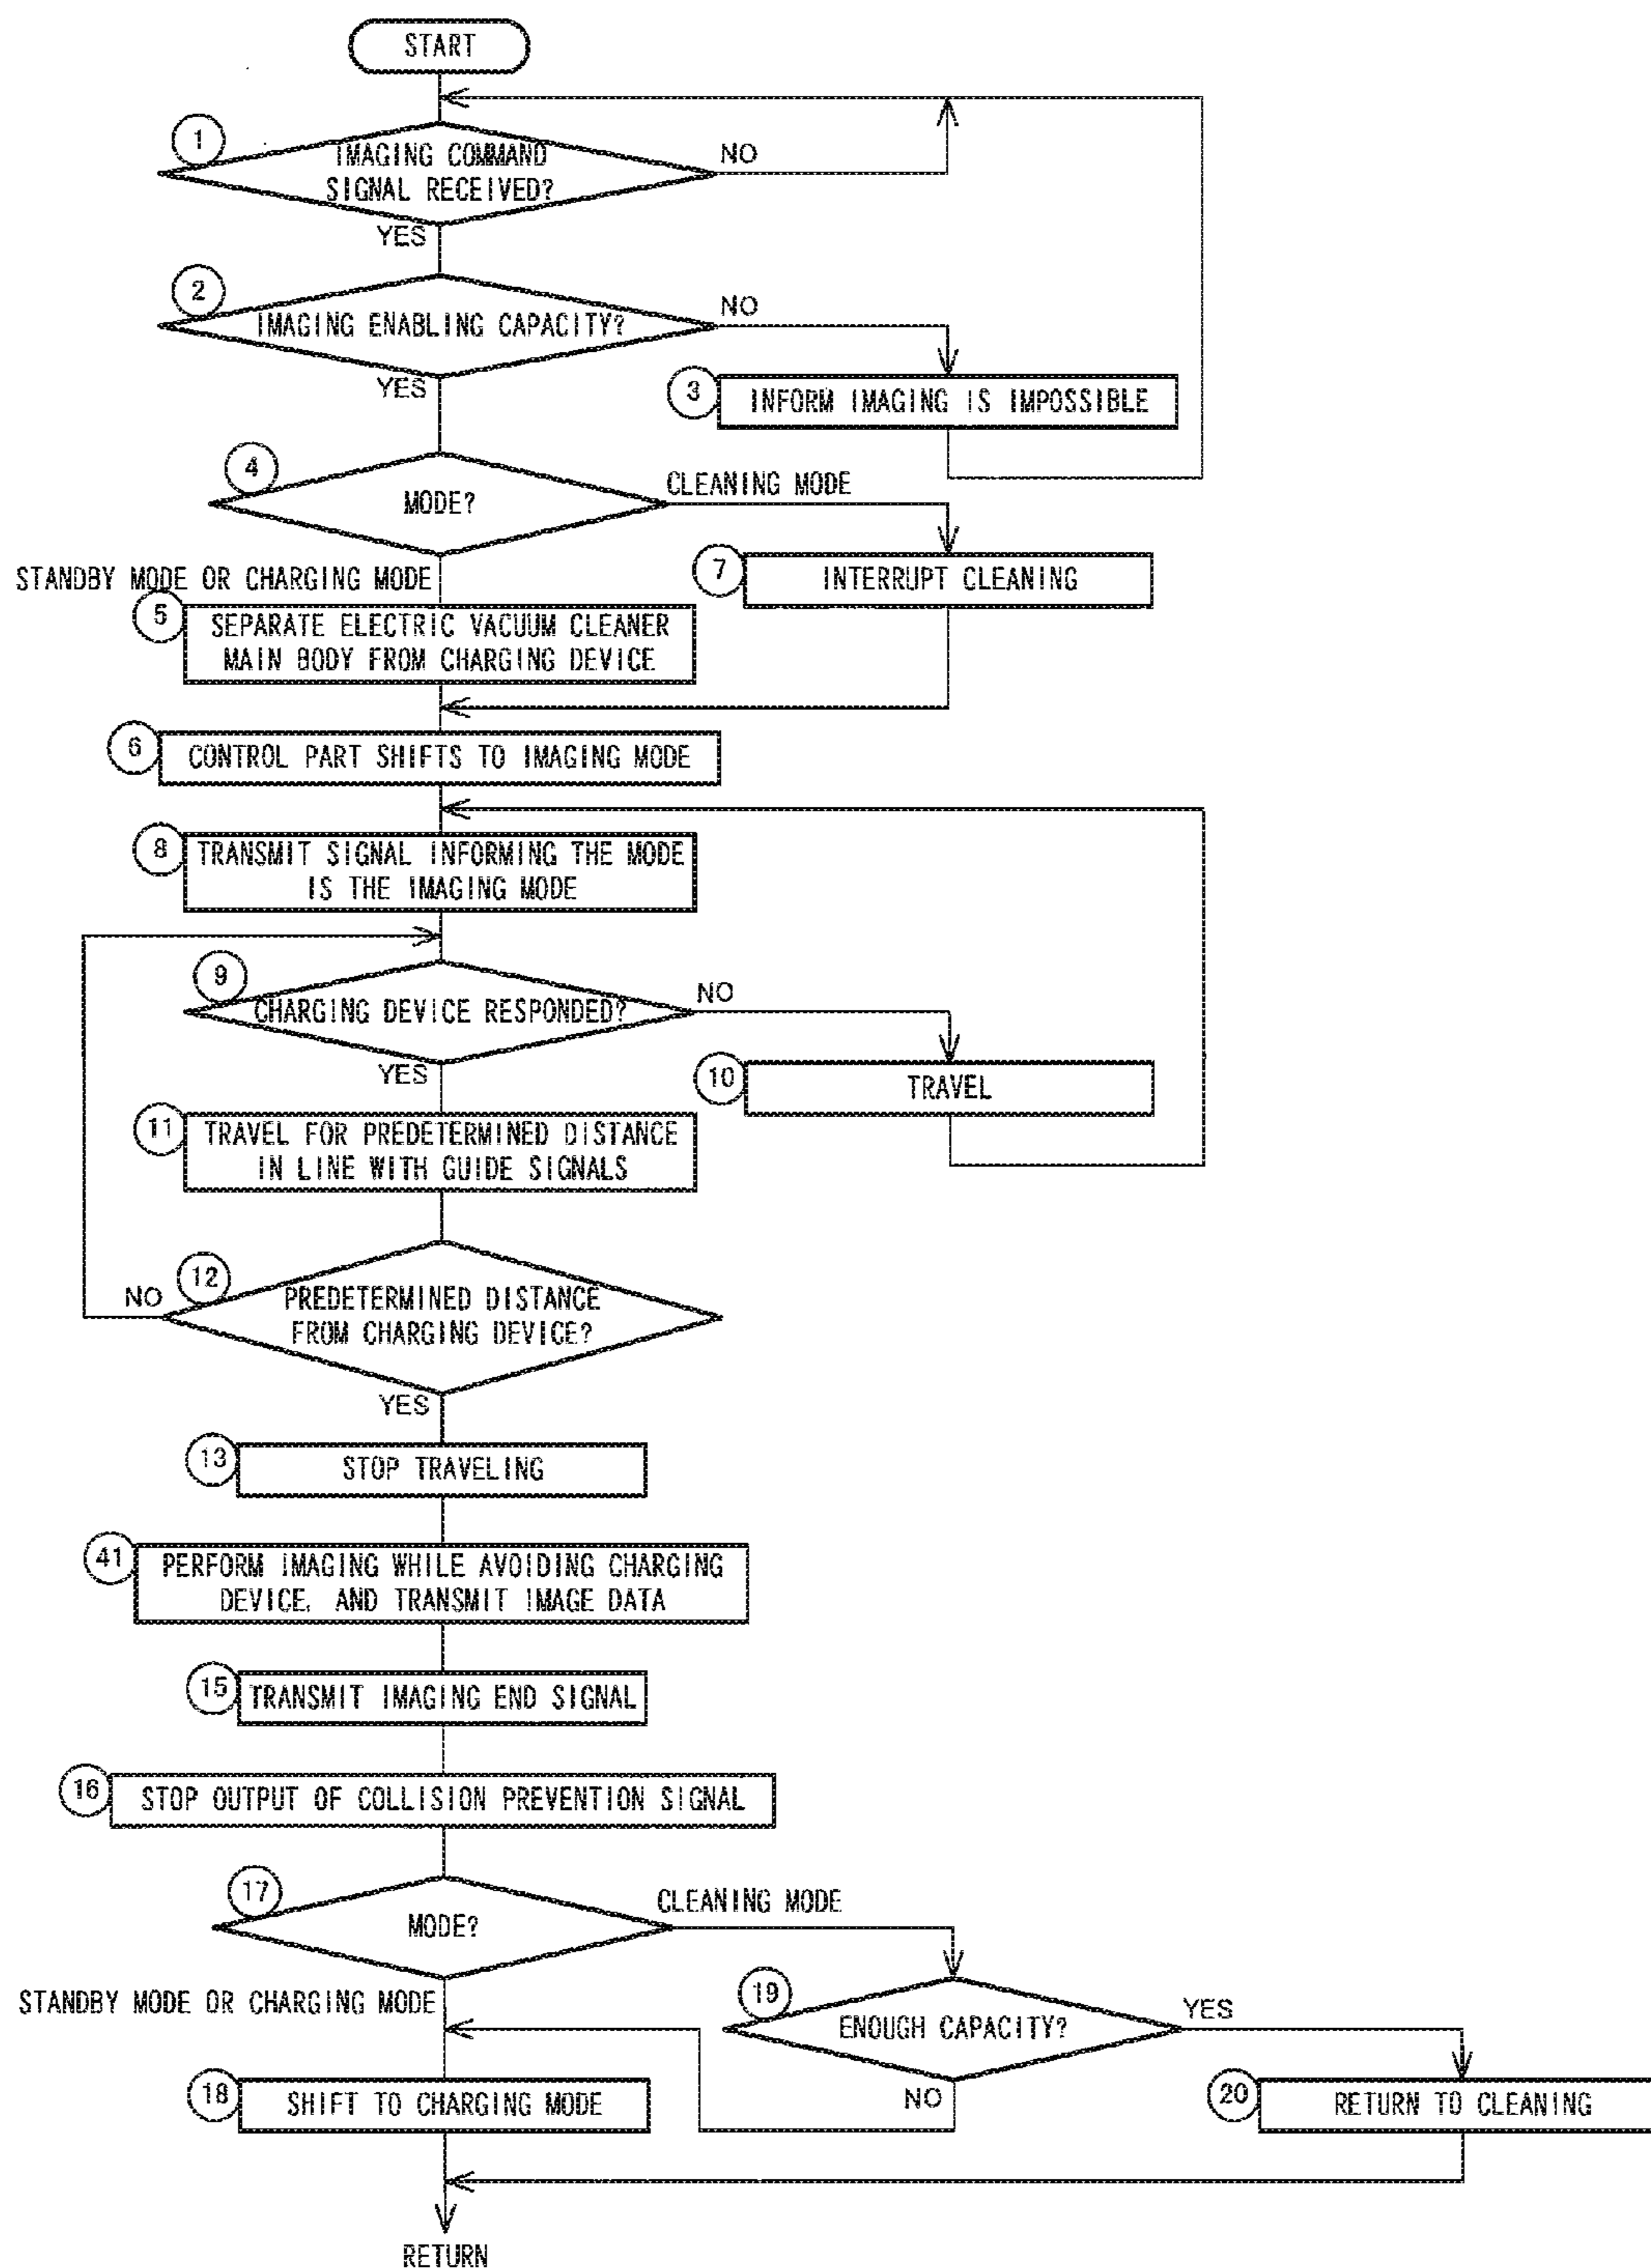 START
1
IMAGING COMMAND
SIGNAL RECEIVED?
NO
YES
2
IMAGING ENABLING CAPACITY?
NO
YES
3
INFORM IMAGING IS IMPOSSIBLE
4
MODE?
CLEANING MODE
STANDBY MODE OR CHARGING MODE
7
INTERRUPT CLEANING
5
SEPARATE ELECTRIC VACUUM CLEANER
MAIN BODY FROM CHARGING DEVICE
6
CONTROL PART SHIFTS TO IMAGING MODE
8
TRANSMIT SIGNAL INFORMING THE MODE
IS THE IMAGING MODE
9
CHARGING DEVICE RESPONDED?
NO
YES
10
TRAVEL
11
TRAVEL FOR PREDETERMINED DISTANCE
IN LINE WITH GUIDE SIGNALS
12
NO
PREDETERMINED DISTANCE
FROM CHARGING DEVICE?
YES
13
STOP TRAVELING
41
PERFORM IMAGING WHILE AVOIDING CHARGING
DEVICE, AND TRANSMIT IMAGE DATA
15
TRANSMIT IMAGING END SIGNAL
16
STOP OUTPUT OF COLLISION PREVENTION SIGNAL
17
MODE?
CLEANING MODE
STANDBY MODE OR CHARGING MODE
19
ENOUGH CAPACITY?
YES
NO
18
SHIFT TO CHARGING MODE
20
RETURN TO CLEANING
RETURN